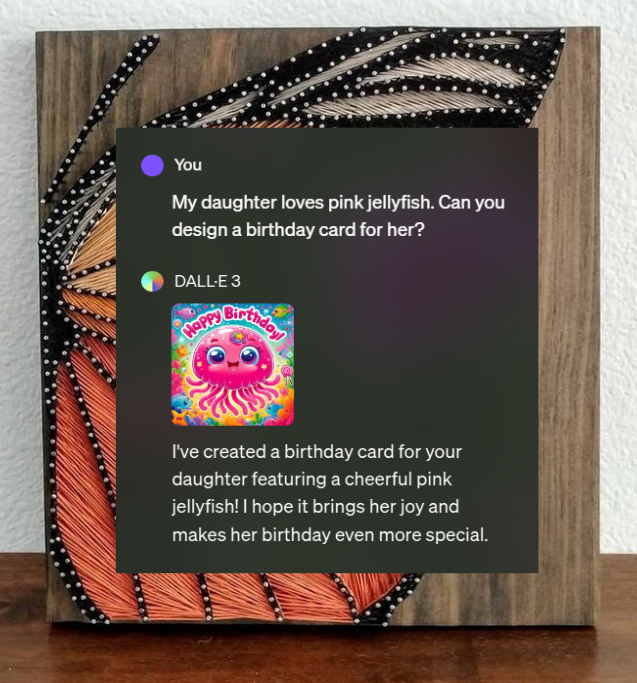 You
My daughter loves pink jellyfish. Can you
design a birthday card for her?
DALL·E 3
Happy Birthday!
I've created a birthday card for your
daughter featuring a cheerful pink
jellyfish! I hope it brings her joy and
makes her birthday even more special.